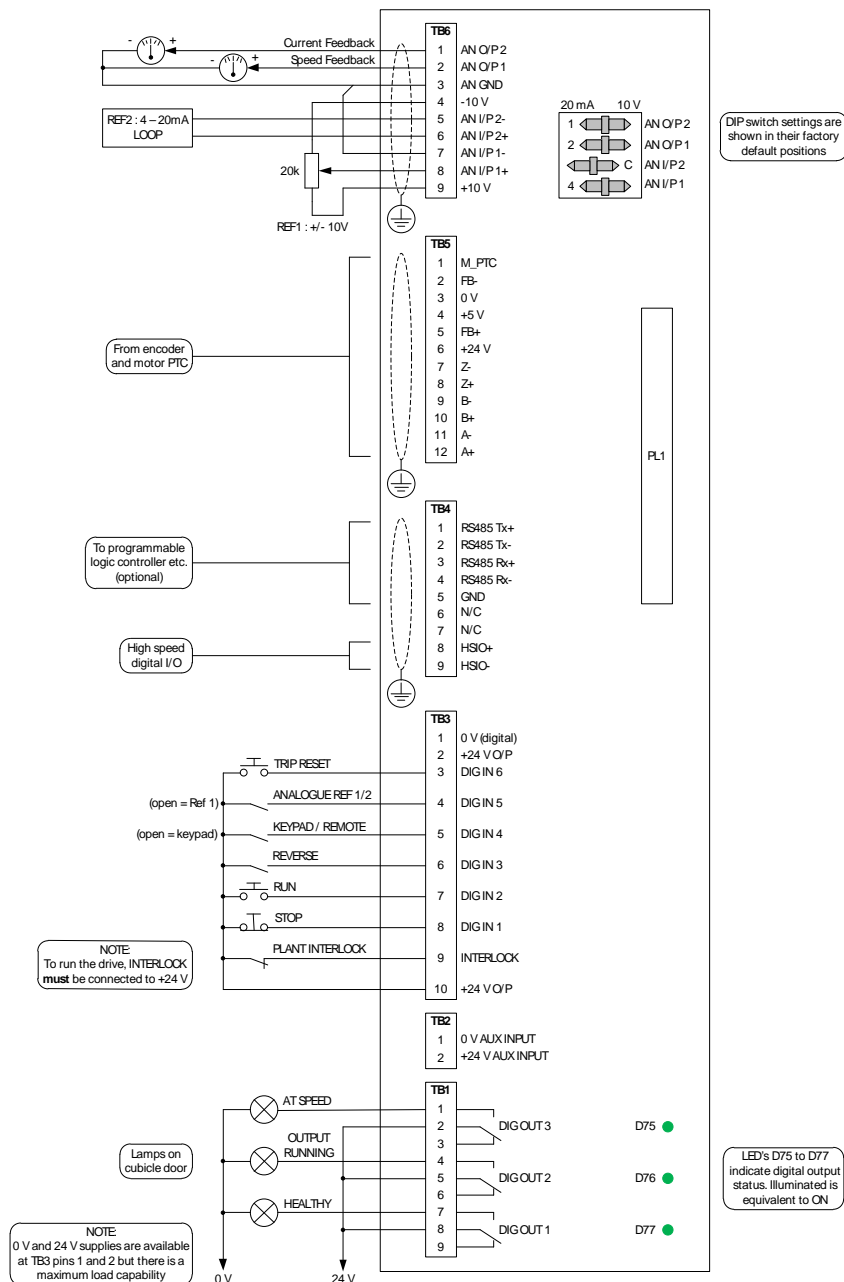 TB6
- + Current Feedback 1 AN O/P2
- + Speed Feedback 2 AN O/P1
3 AN GND
4 -10 V
REF2 : 4 – 20mA
LOOP
5 AN I/P2-
6 AN I/P2+
7 AN I/P1-
20k 8 AN I/P1+
9 +10 V
REF1 : +/- 10V
20 mA 10 V
1 AN O/P2
2 AN O/P1
C AN I/P2
4 AN I/P1
DIP switch settings are
shown in their factory
default positions
TB5
1 M_PTC
2 FB-
3 0 V
4 +5 V
5 FB+
6 +24 V
7 Z-
8 Z+
9 B-
10 B+
11 A-
12 A+
From encoder
and motor PTC
PL1
TB4
1 RS485 Tx+
2 RS485 Tx-
3 RS485 Rx+
4 RS485 Rx-
5 GND
6 N/C
7 N/C
8 HSIO+
9 HSIO-
To programmable
logic controller etc.
(optional)
High speed
digital I/O
TB3
1 0 V (digital)
2 +24 V O/P
TRIP RESET 3 DIG IN 6
(open = Ref 1) ANALOGUE REF 1/2 4 DIG IN 5
(open = keypad) KEYPAD / REMOTE 5 DIG IN 4
REVERSE 6 DIG IN 3
RUN 7 DIG IN 2
STOP 8 DIG IN 1
PLANT INTERLOCK 9 INTERLOCK
10 +24 V O/P
NOTE:
To run the drive, INTERLOCK
must be connected to +24 V
TB2
1 0 V AUX INPUT
2 +24 V AUX INPUT
TB1
AT SPEED 1
2 DIG OUT 3 D75
3
OUTPUT
RUNNING 4
5 DIG OUT 2 D76
6
HEALTHY 7
8 DIG OUT 1 D77
9
Lamps on
cubicle door
LED's D75 to D77
indicate digital output
status. Illuminated is
equivalent to ON
NOTE:
0 V and 24 V supplies are available
at TB3 pins 1 and 2 but there is a
maximum load capability
0 V 24 V